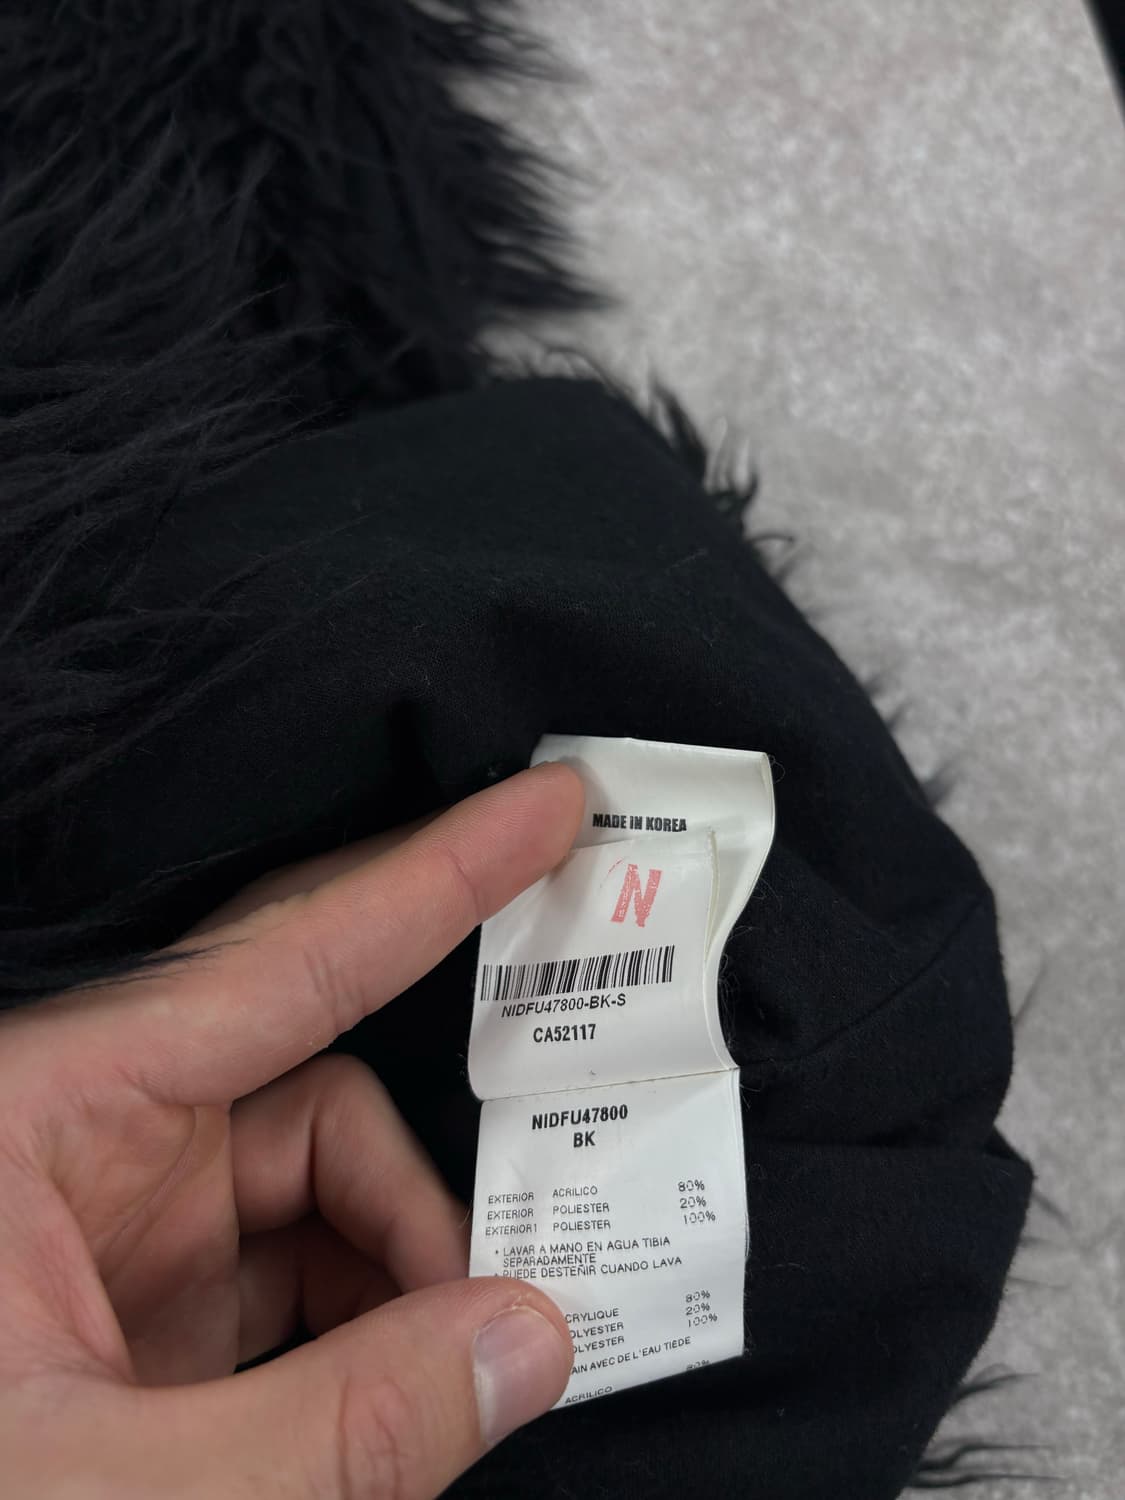 MADE IN KOREA
N
NIDFU47800-BK-S
CA52117
NIDFU47800
BK
EXTERIOR ACRILICO 80%
EXTERIOR POLIESTER 20%
EXTERIOR1 POLIESTER 100%
• LAVAR A MANO EN AGUA TIBIA
SEPARADAMENTE
• PUEDE DESTEÑIR CUANDO LAVA
CRYLIQUE 80%
OLYESTER 20%
OLYESTER 100%
AIN AVEC DE L'EAU TIEDE
ACRILICO 80%